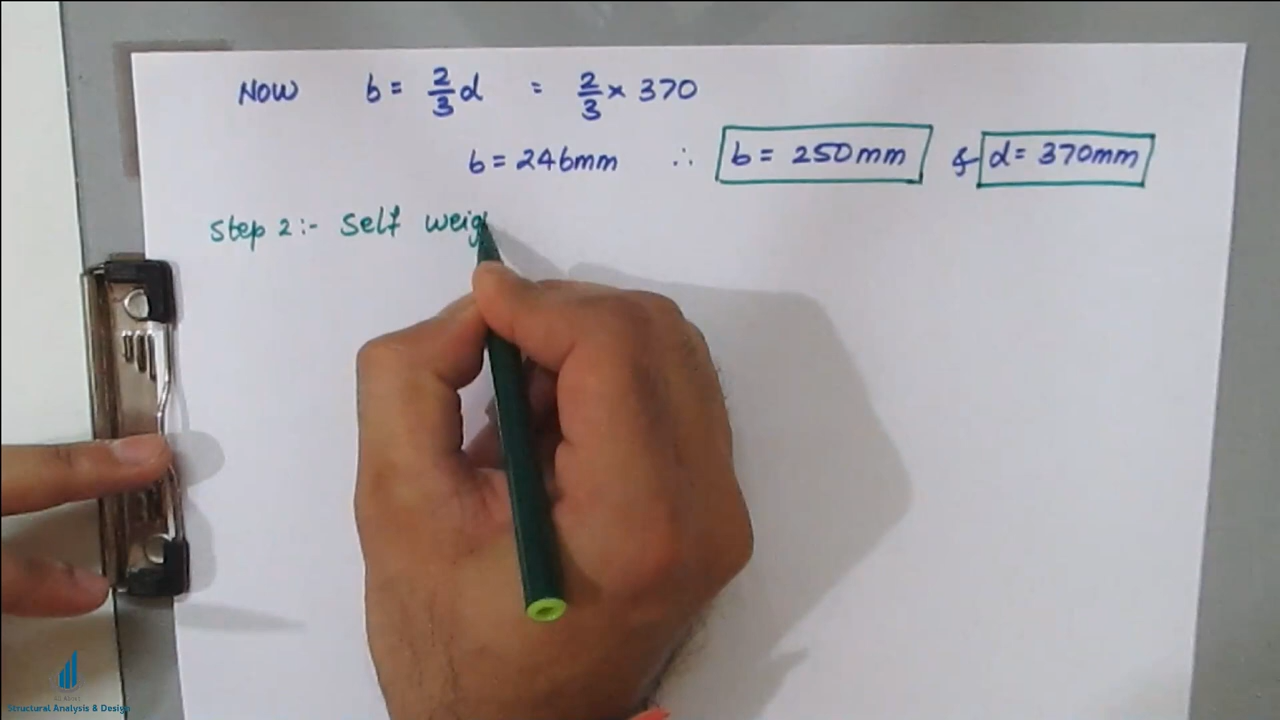 Now b = 2/3 d = 2/3 × 370
b = 246mm ∴ b = 250mm & d = 370mm
Step 2:- Self weig
Structural Analysis & Design